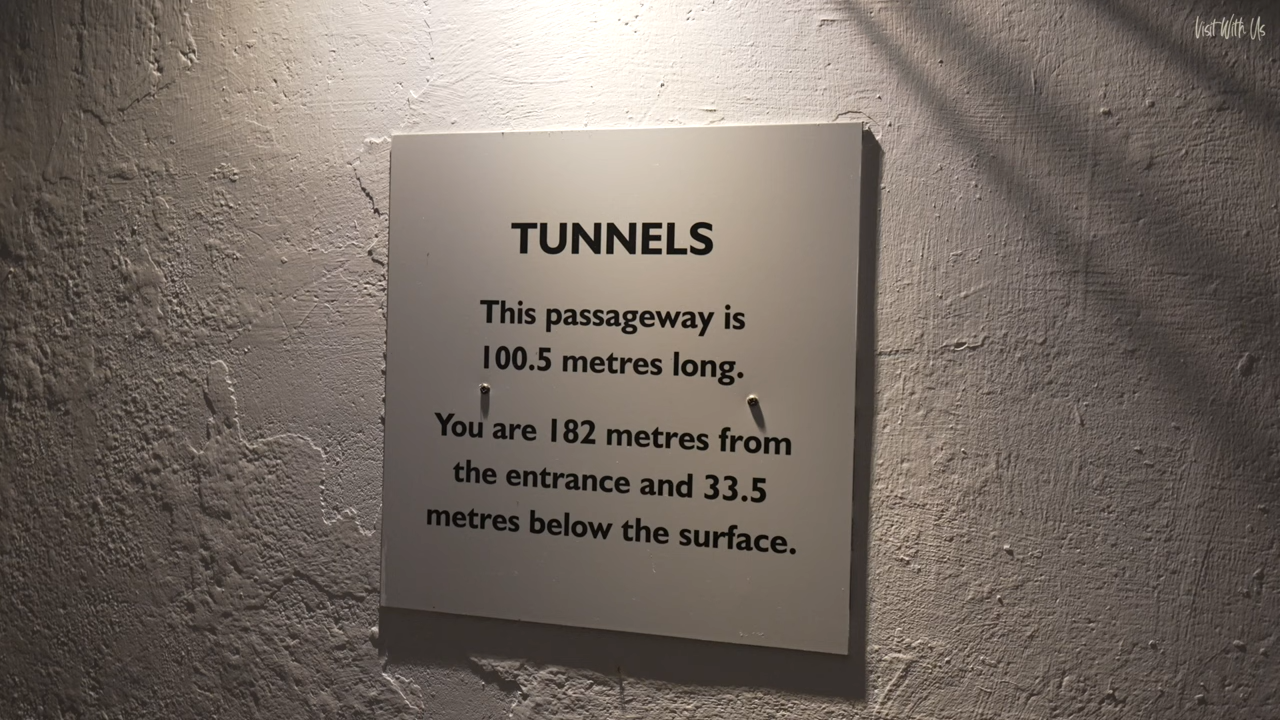 Visit With Us
TUNNELS
This passageway is
100.5 metres long.
You are 182 metres from
the entrance and 33.5
metres below the surface.